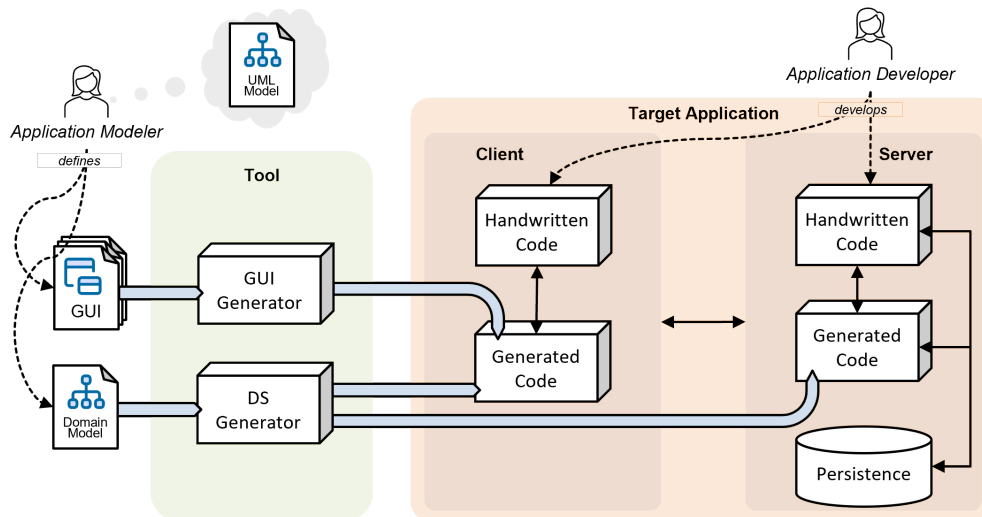 UML
Model
Application Modeler
defines
Application Developer
develops
Target Application
Tool
Client
Server
GUI
GUI
Generator
Handwritten
Code
Handwritten
Code
Generated
Code
Generated
Code
Domain
Model
DS
Generator
Persistence